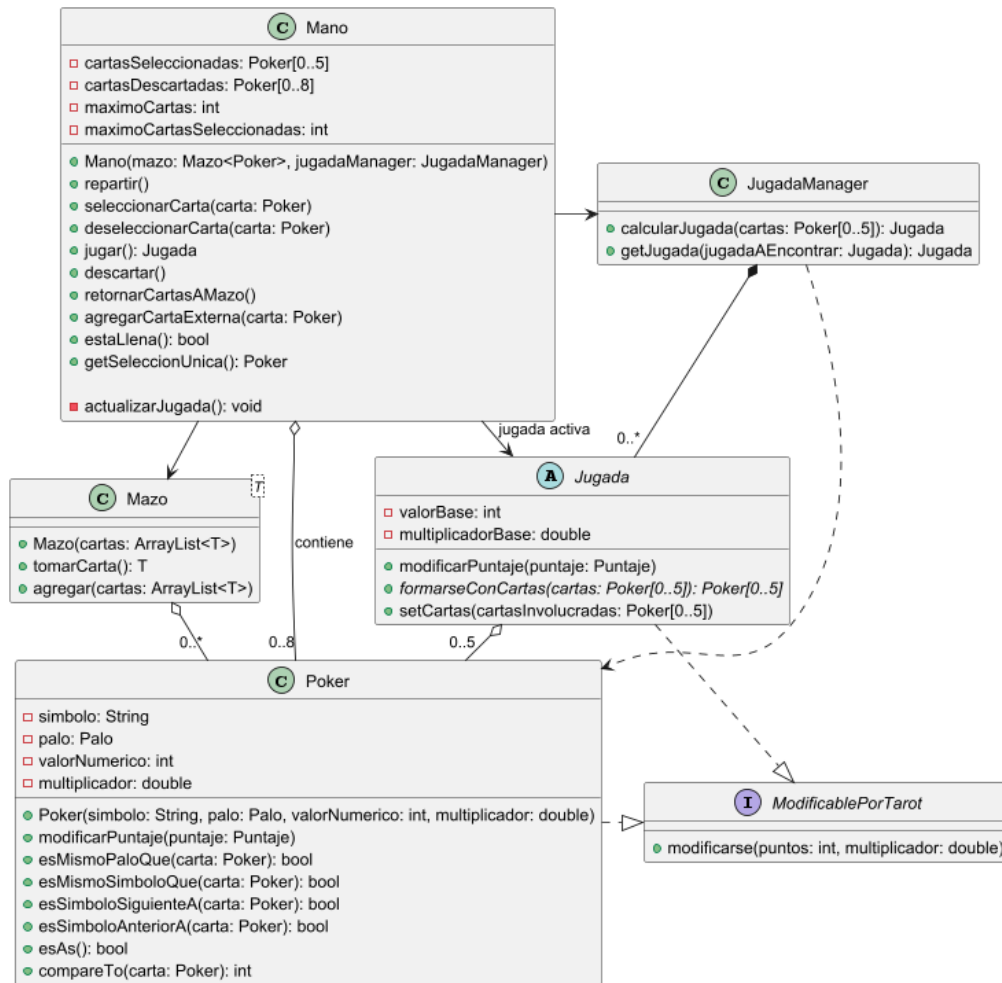 C Mano
cartasSeleccionadas: Poker[0..5]
cartasDescartadas: Poker[0..8]
maximoCartas: int
maximoCartasSeleccionadas: int
Mano(mazo: Mazo<Poker>, jugadaManager: JugadaManager)
repartir()
seleccionarCarta(carta: Poker)
deseleccionarCarta(carta: Poker)
jugar(): Jugada
descartar()
retornarCartasAMazo()
agregarCartaExterna(carta: Poker)
estaLlena(): bool
getSeleccionUnica(): Poker
actualizarJugada(): void
C JugadaManager
calcularJugada(cartas: Poker[0..5]): Jugada
getJugada(jugadaAEncontrar: Jugada): Jugada
jugada activa
0..*
C Mazo
T
Mazo(cartas: ArrayList<T>)
tomarCarta(): T
agregar(cartas: ArrayList<T>)
contiene
A Jugada
valorBase: int
multiplicadorBase: double
modificarPuntaje(puntaje: Puntaje)
formarseConCartas(cartas: Poker[0..5]): Poker[0..5]
setCartas(cartasInvolucradas: Poker[0..5])
0..*
0..8
0..5
C Poker
simbolo: String
palo: Palo
valorNumerico: int
multiplicador: double
Poker(simbolo: String, palo: Palo, valorNumerico: int, multiplicador: double)
modificarPuntaje(puntaje: Puntaje)
esMismoPaloQue(carta: Poker): bool
esMismoSimboloQue(carta: Poker): bool
esSimboloSiguienteA(carta: Poker): bool
esSimboloAnteriorA(carta: Poker): bool
esAs(): bool
compareTo(carta: Poker): int
I ModificablePorTarot
modificarse(puntos: int, multiplicador: double)